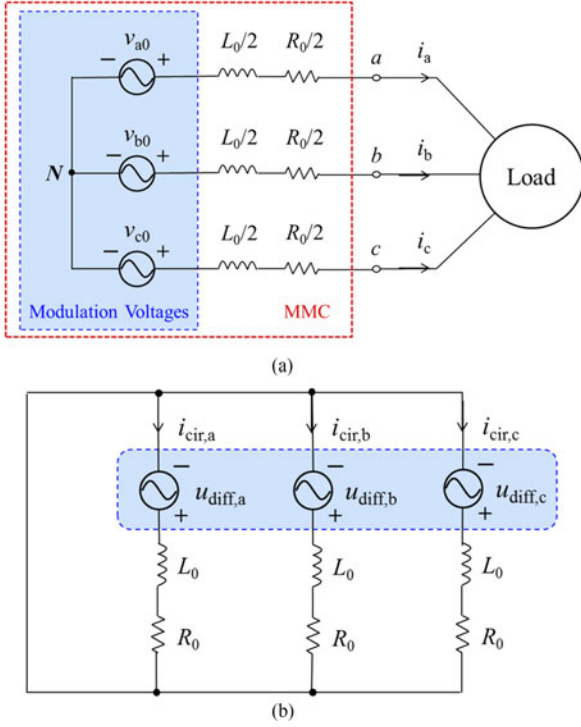 v_a0
− +
L_0/2 R_0/2
a i_a
v_b0
N − +
L_0/2 R_0/2
b i_b
Load
v_c0
− +
L_0/2 R_0/2
c i_c
Modulation Voltages MMC
(a)
i_cir,a i_cir,b i_cir,c
− − −
u_diff,a u_diff,b u_diff,c
+ + +
L_0 L_0 L_0
R_0 R_0 R_0
(b)